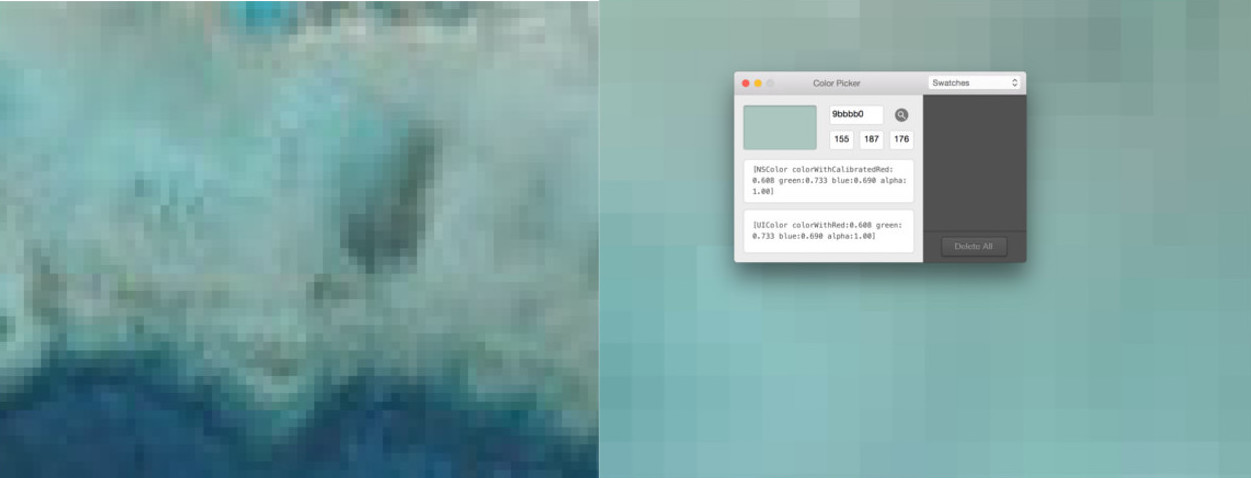 Color Picker
Swatches
9bbbb0
155 187 176
[NSColor colorWithCalibratedRed:
0.608 green:0.733 blue:0.690 alpha:
1.00]
[UIColor colorWithRed:0.608 green:
0.733 blue:0.690 alpha:1.00]
Delete All